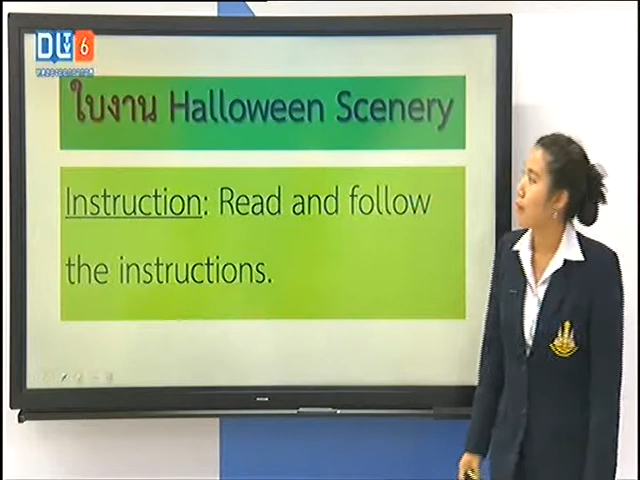 DLTV 6
ใบงาน Halloween Scenery
Instruction: Read and follow
the instructions.